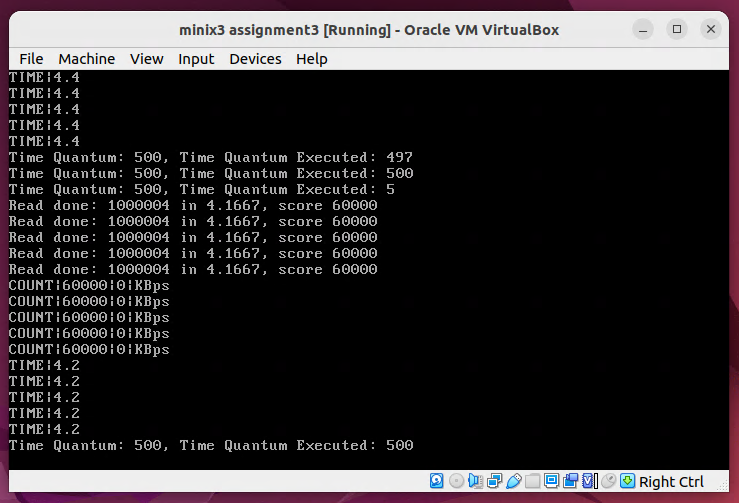 minix3 assignment3 [Running] - Oracle VM VirtualBox
File Machine View Input Devices Help
TIME|4.4
TIME|4.4
TIME|4.4
TIME|4.4
TIME|4.4
Time Quantum: 500, Time Quantum Executed: 497
Time Quantum: 500, Time Quantum Executed: 500
Time Quantum: 500, Time Quantum Executed: 5
Read done: 1000004 in 4.1667, score 60000
Read done: 1000004 in 4.1667, score 60000
Read done: 1000004 in 4.1667, score 60000
Read done: 1000004 in 4.1667, score 60000
Read done: 1000004 in 4.1667, score 60000
COUNT|60000|0|KBps
COUNT|60000|0|KBps
COUNT|60000|0|KBps
COUNT|60000|0|KBps
COUNT|60000|0|KBps
TIME|4.2
TIME|4.2
TIME|4.2
TIME|4.2
TIME|4.2
Time Quantum: 500, Time Quantum Executed: 500
Right Ctrl